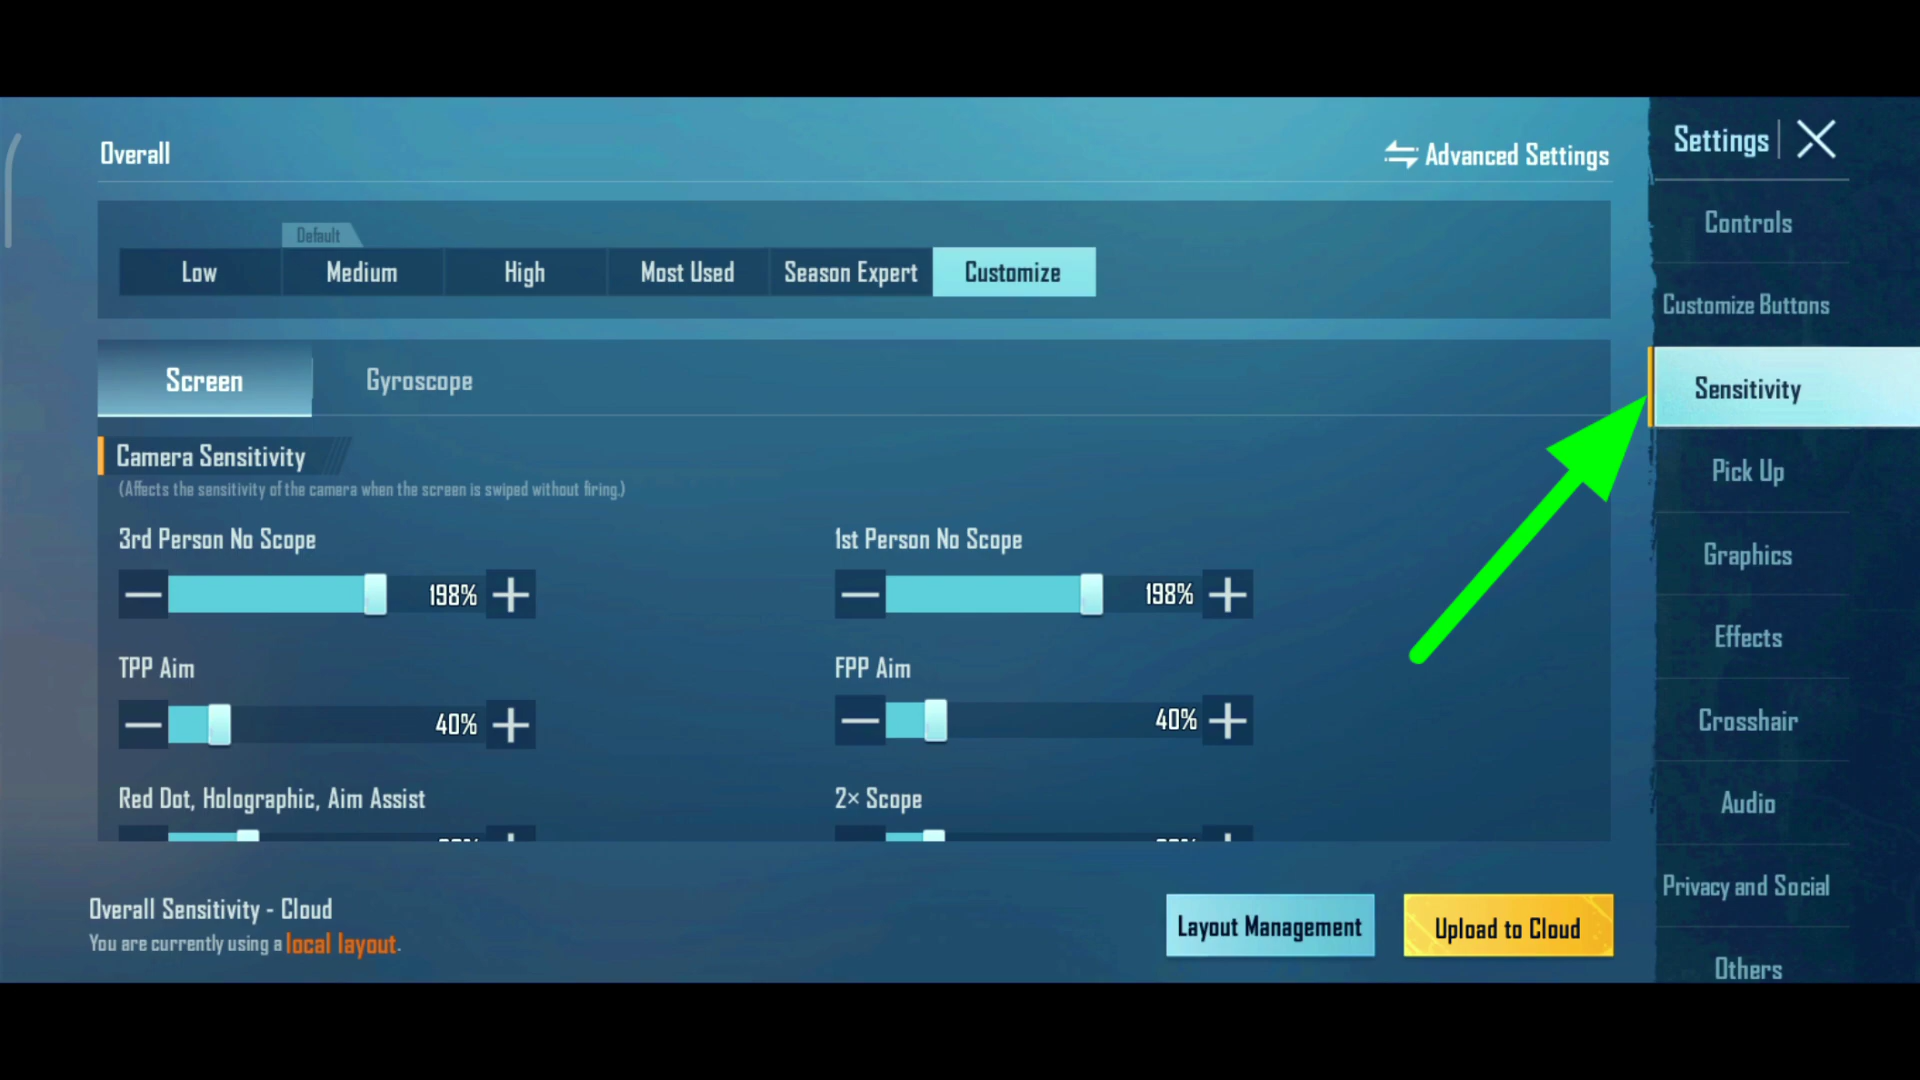 Overall
Advanced Settings
Default
Low
Medium
High
Most Used
Season Expert
Customize
Screen
Gyroscope
Camera Sensitivity
(Affects the sensitivity of the camera when the screen is swiped without firing.)
3rd Person No Scope
198%
1st Person No Scope
198%
TPP Aim
40%
FPP Aim
40%
Red Dot, Holographic, Aim Assist
2× Scope
Overall Sensitivity - Cloud
You are currently using a local layout.
Layout Management
Upload to Cloud
Settings
Controls
Customize Buttons
Sensitivity
Pick Up
Graphics
Effects
Crosshair
Audio
Privacy and Social
Others